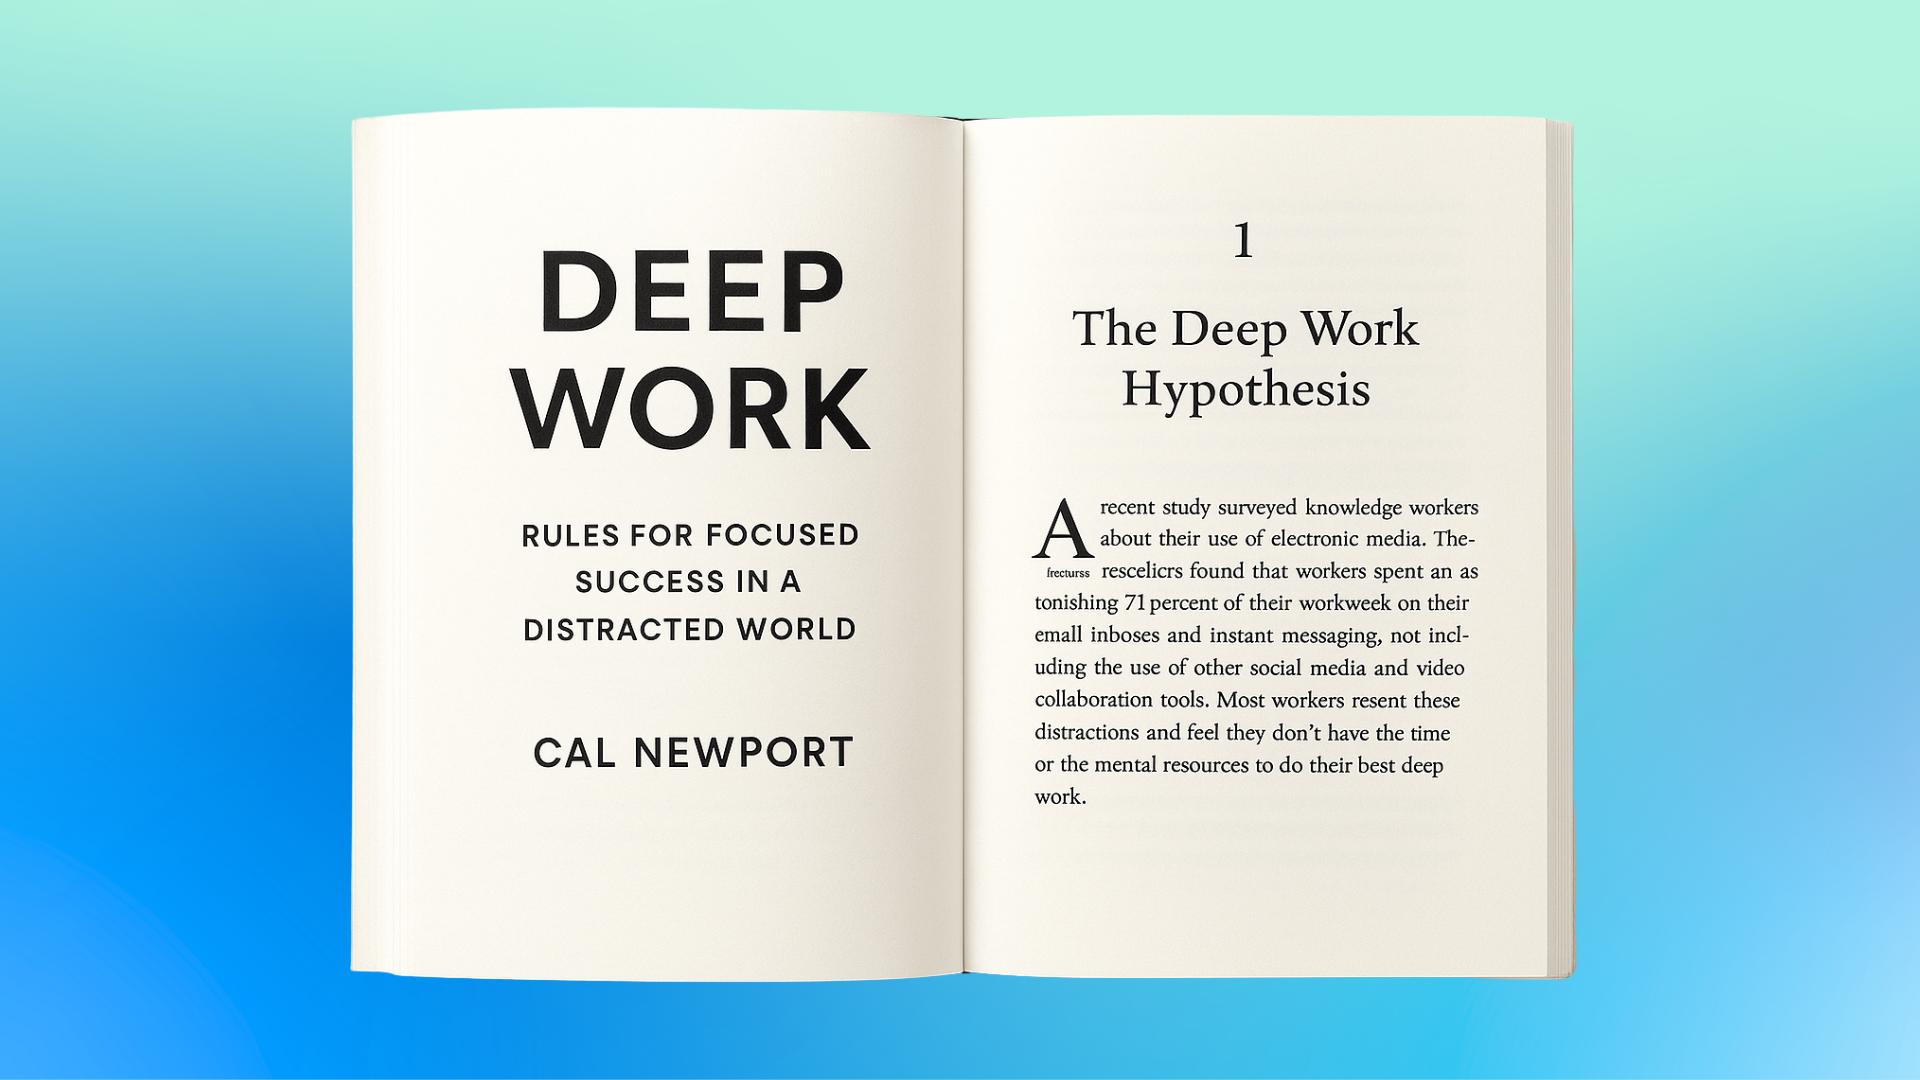 DEEP
WORK
RULES FOR FOCUSED
SUCCESS IN A
DISTRACTED WORLD
CAL NEWPORT
1
The Deep Work
Hypothesis
A recent study surveyed knowledge workers
about their use of electronic media. The-
frecturss rescelicrs found that workers spent an as
tonishing 71 percent of their workweek on their
emall inboses and instant messaging, not incl-
uding the use of other social media and video
collaboration tools. Most workers resent these
distractions and feel they don't have the time
or the mental resources to do their best deep
work.